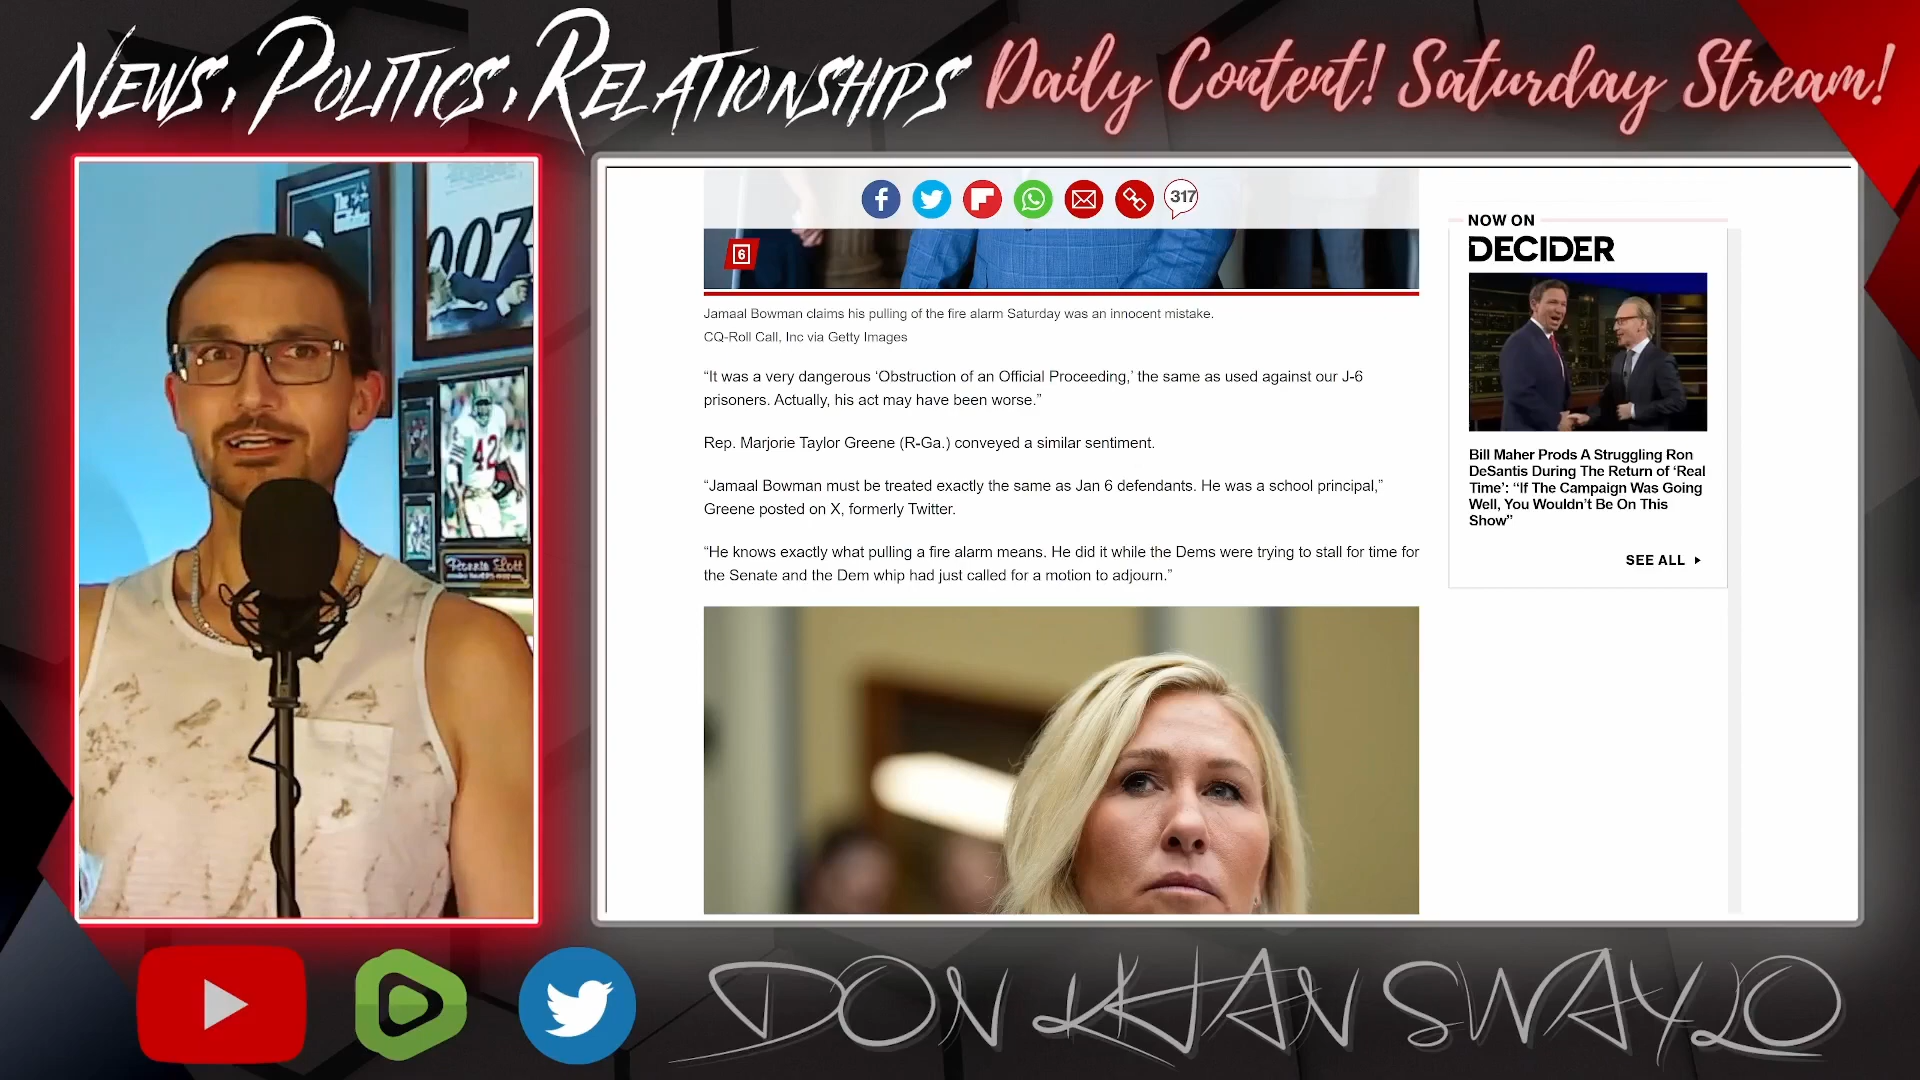 NEWS, POLITICS, RELATIONSHIPS Daily Content! Saturday Stream!
007
42
Ronnie Lott
317
6
Jamaal Bowman claims his pulling of the fire alarm Saturday was an innocent mistake.
CQ-Roll Call, Inc via Getty Images
“It was a very dangerous ‘Obstruction of an Official Proceeding,’ the same as used against our J-6
prisoners. Actually, his act may have been worse.”
Rep. Marjorie Taylor Greene (R-Ga.) conveyed a similar sentiment.
“Jamaal Bowman must be treated exactly the same as Jan 6 defendants. He was a school principal,”
Greene posted on X, formerly Twitter.
“He knows exactly what pulling a fire alarm means. He did it while the Dems were trying to stall for time for
the Senate and the Dem whip had just called for a motion to adjourn.”
NOW ON
DECIDER
Bill Maher Prods A Struggling Ron
DeSantis During The Return of ‘Real
Time’: “If The Campaign Was Going
Well, You Wouldn’t Be On This
Show”
SEE ALL
DON KHAN SWAYLO